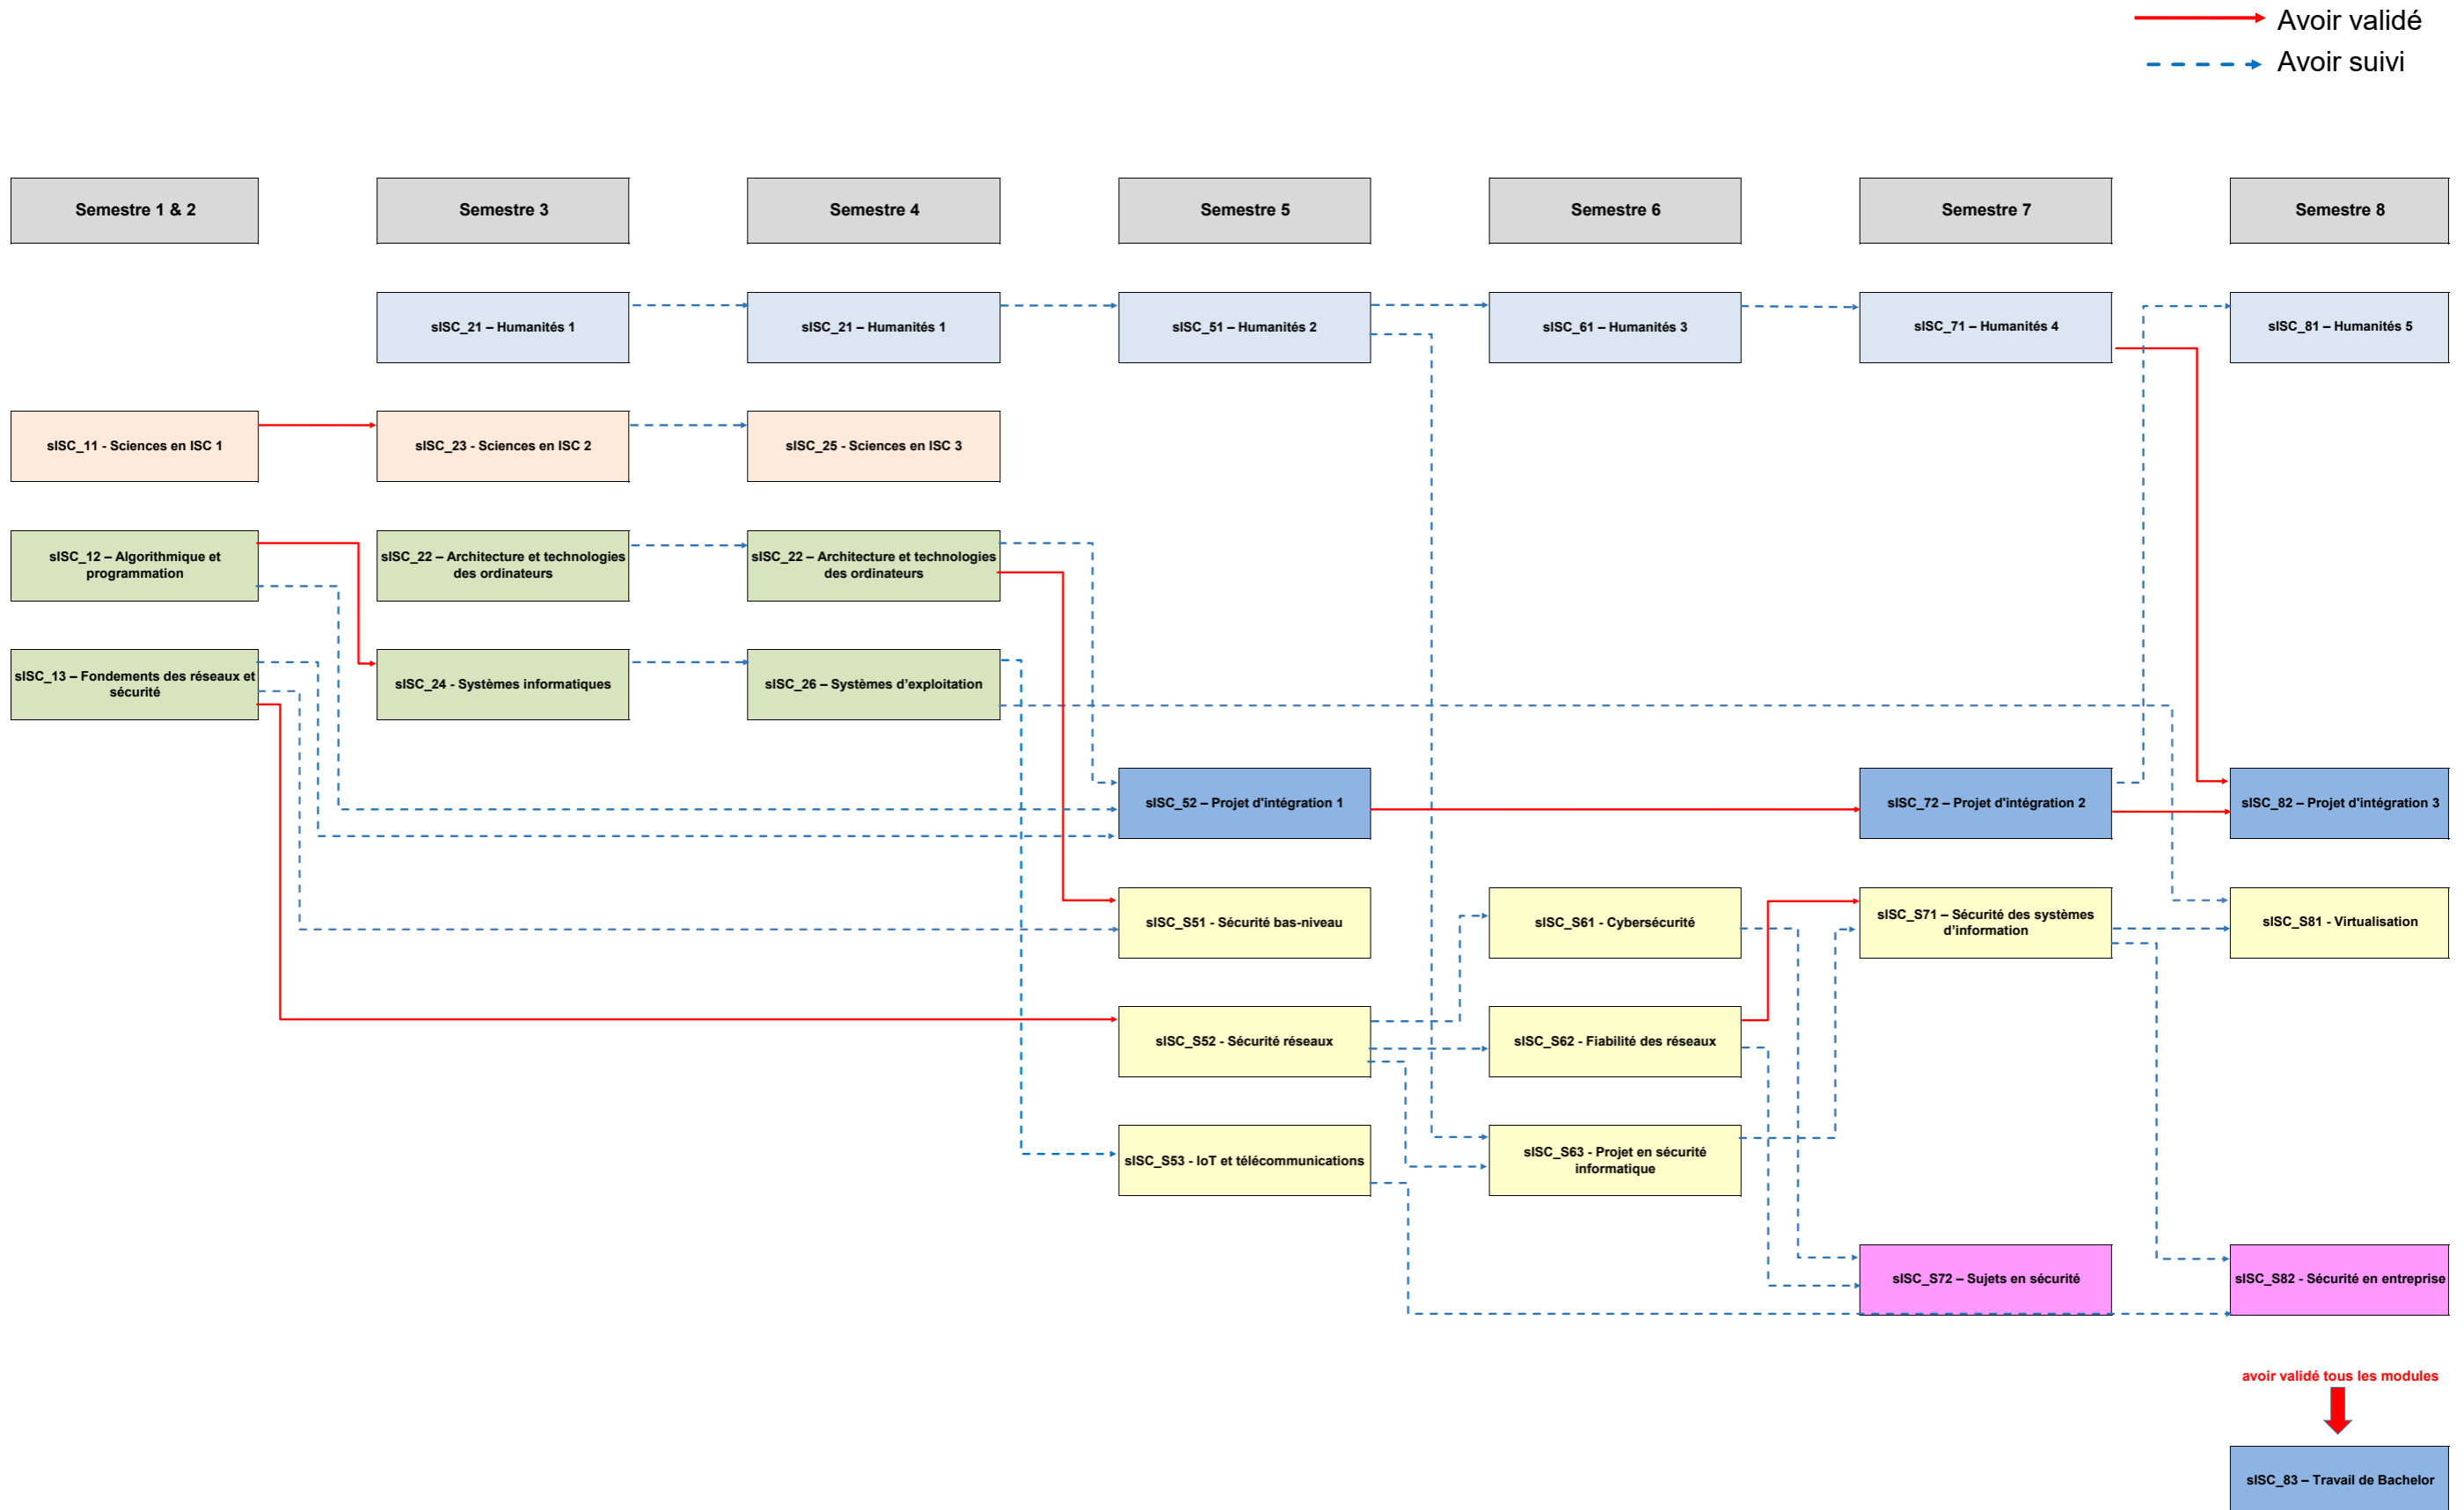 Avoir validé
Avoir suivi
Semestre 1 & 2
Semestre 3
Semestre 4
Semestre 5
Semestre 6
Semestre 7
Semestre 8
sISC_21 – Humanités 1
sISC_21 – Humanités 1
sISC_51 – Humanités 2
sISC_61 – Humanités 3
sISC_71 – Humanités 4
sISC_81 – Humanités 5
sISC_11 - Sciences en ISC 1
sISC_23 - Sciences en ISC 2
sISC_25 - Sciences en ISC 3
sISC_12 – Algorithmique et
programmation
sISC_22 – Architecture et technologies
des ordinateurs
sISC_22 – Architecture et technologies
des ordinateurs
sISC_13 – Fondements des réseaux et
sécurité
sISC_24 - Systèmes informatiques
sISC_26 – Systèmes d'exploitation
sISC_52 – Projet d'intégration 1
sISC_72 – Projet d'intégration 2
sISC_82 – Projet d'intégration 3
sISC_S51 - Sécurité bas-niveau
sISC_S61 - Cybersécurité
sISC_S71 – Sécurité des systèmes
d'information
sISC_S81 - Virtualisation
sISC_S52 - Sécurité réseaux
sISC_S62 - Fiabilité des réseaux
sISC_S53 - IoT et télécommunications
sISC_S63 - Projet en sécurité
informatique
sISC_S72 – Sujets en sécurité
sISC_S82 - Sécurité en entreprise
avoir validé tous les modules
sISC_83 – Travail de Bachelor